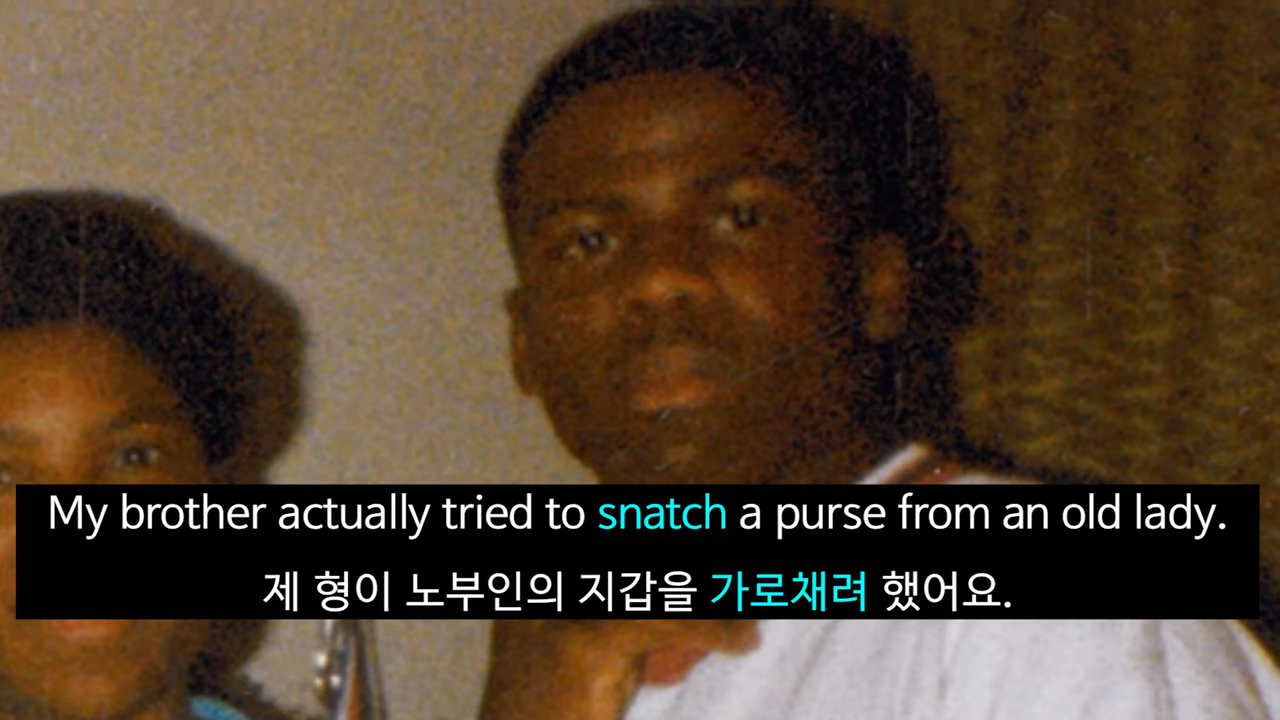 My brother actually tried to snatch a purse from an old lady.
제 형이 노부인의 지갑을 가로채려 했어요.